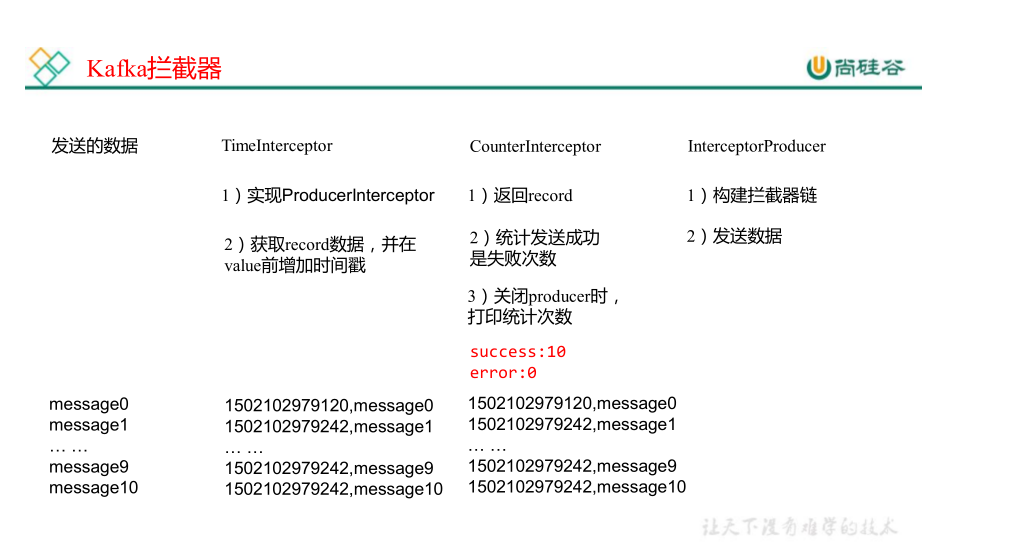 Kafka拦截器
尚硅谷
发送的数据
TimeInterceptor
CounterInterceptor
InterceptorProducer
1）实现ProducerInterceptor
2）获取record数据，并在
value前增加时间戳
1）返回record
2）统计发送成功
是失败次数
3）关闭producer时，
打印统计次数
success:10
error:0
1）构建拦截器链
2）发送数据
message0
message1
… …
message9
message10
1502102979120,message0
1502102979242,message1
… …
1502102979242,message9
1502102979242,message10
1502102979120,message0
1502102979242,message1
… …
1502102979242,message9
1502102979242,message10
让天下没有难学的技术